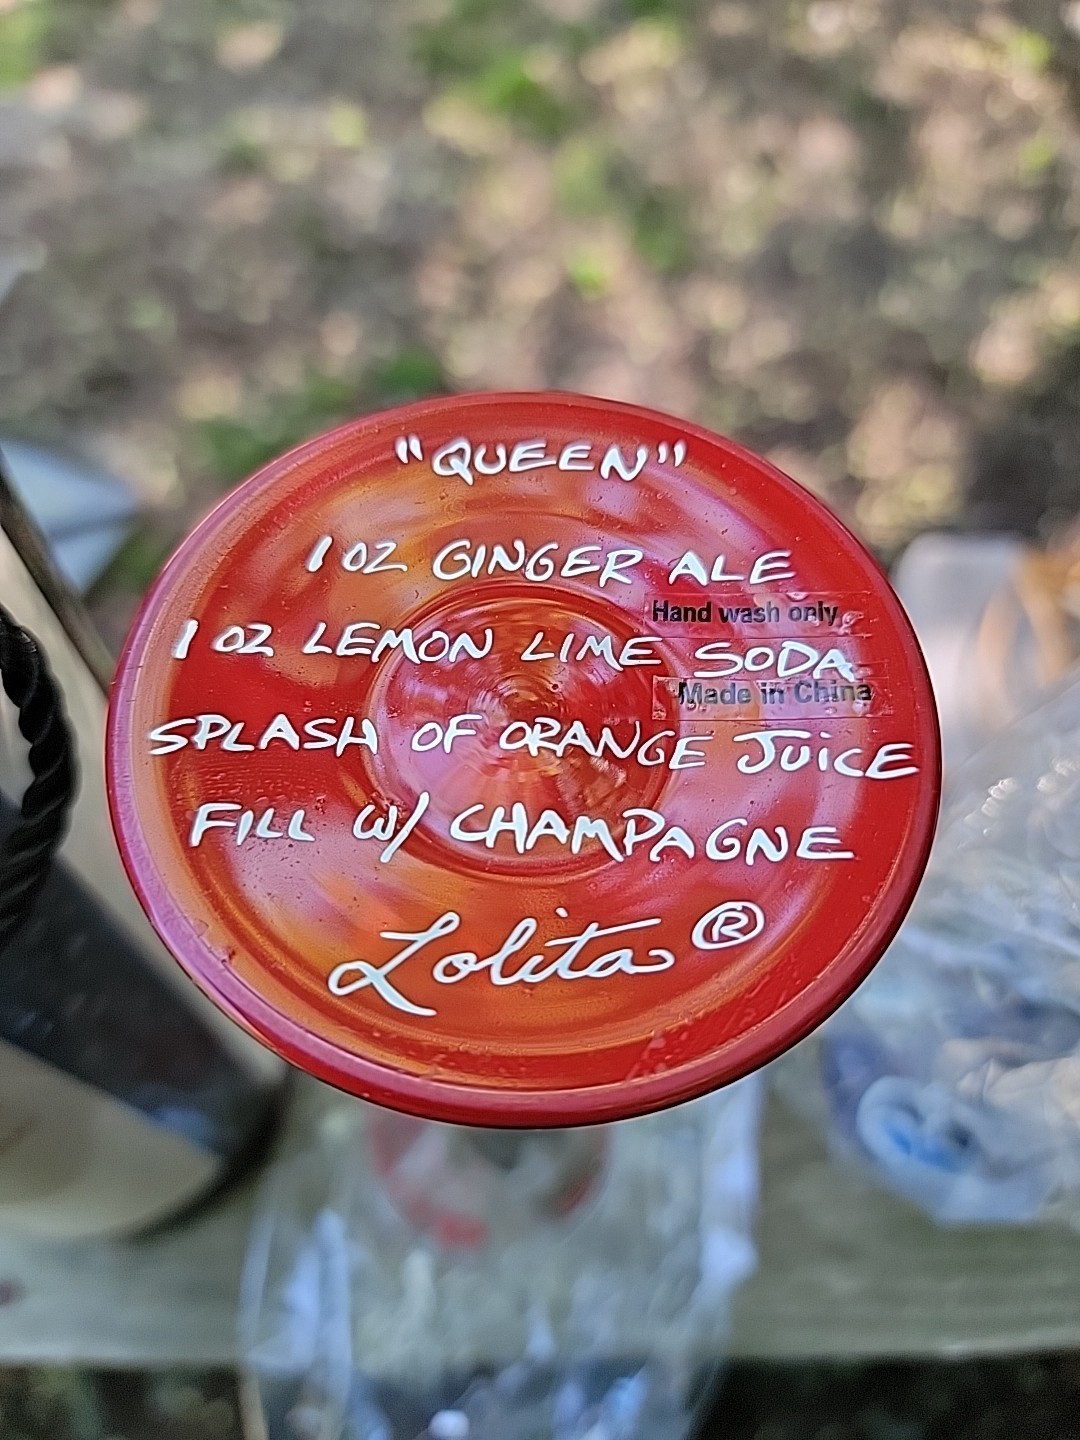 "QUEEN"
1 OZ GINGER ALE
Hand wash only
1 OZ LEMON LIME SODA
Made in China
SPLASH OF ORANGE JUICE
FILL W/ CHAMPAGNE
Lolita ®